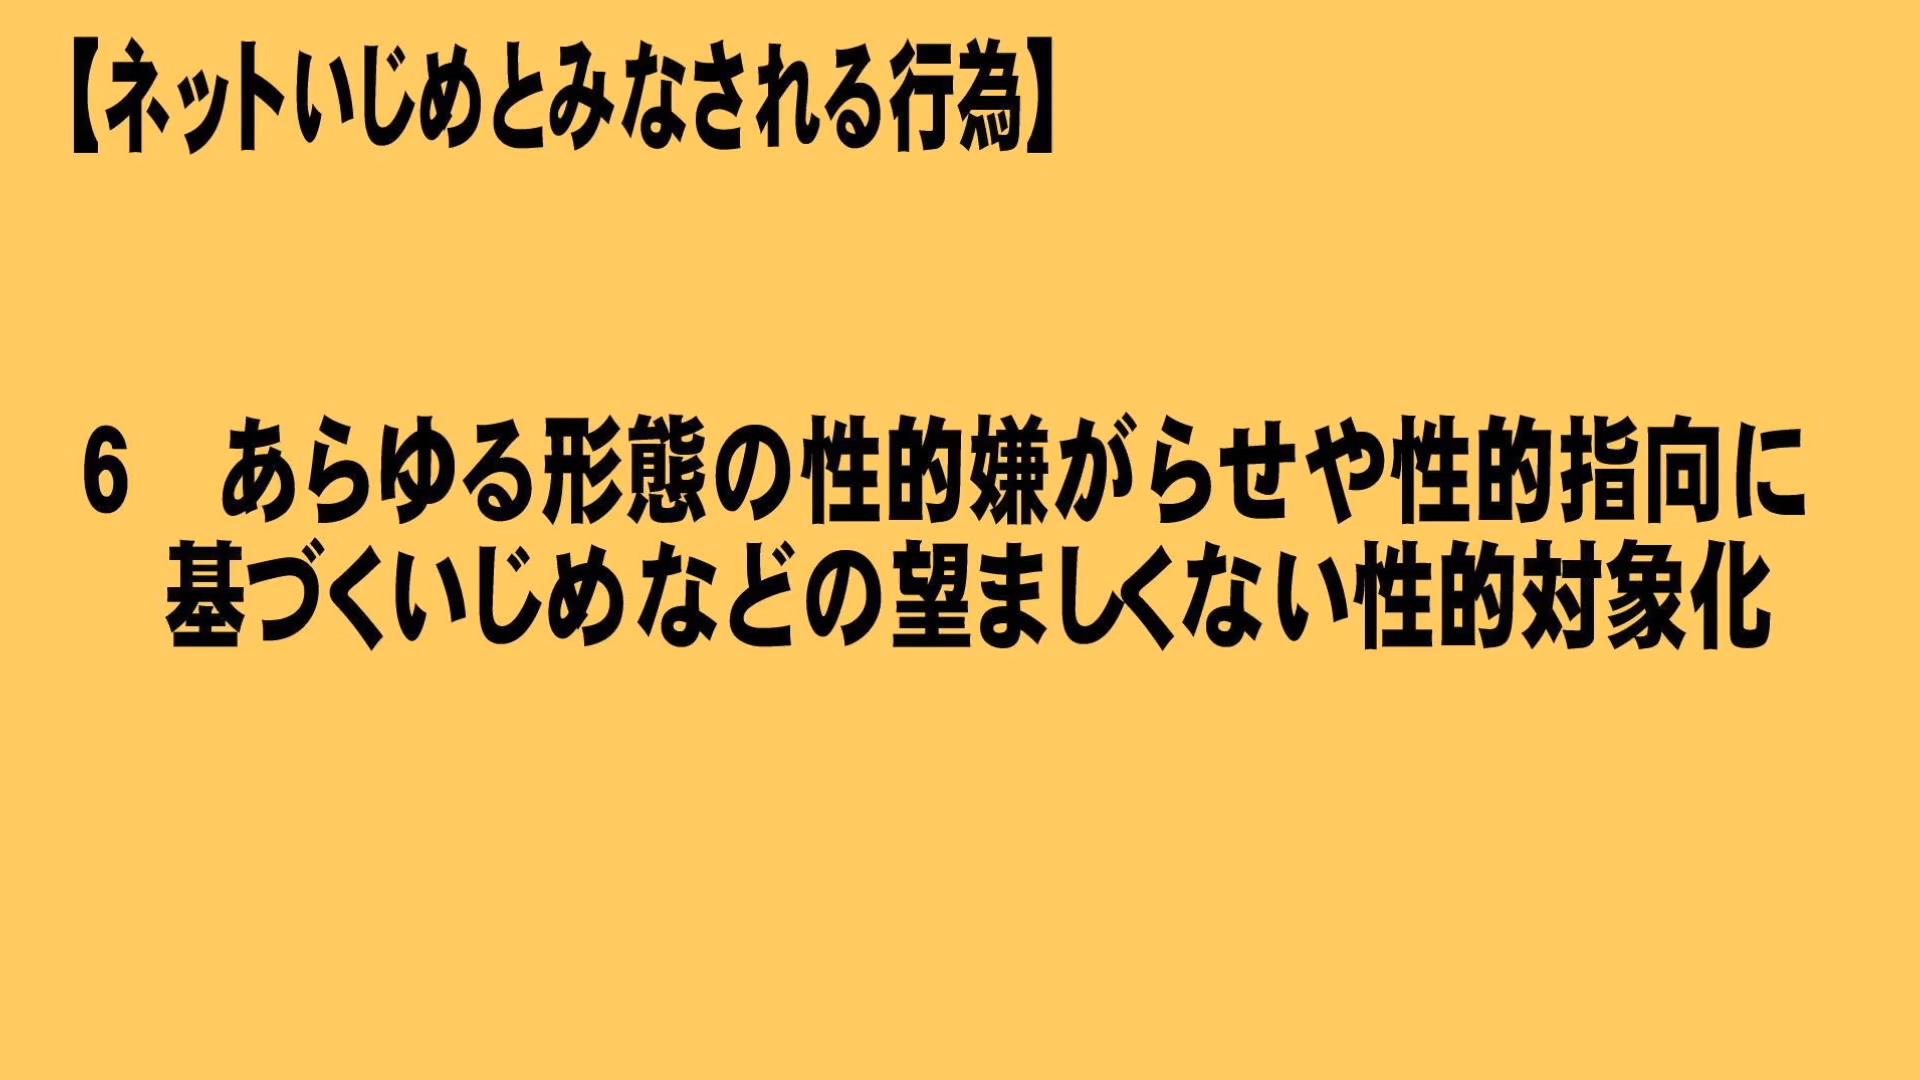 【ネットいじめとみなされる行為】
6　あらゆる形態の性的嫌がらせや性的指向に
基づくいじめなどの望ましくない性的対象化